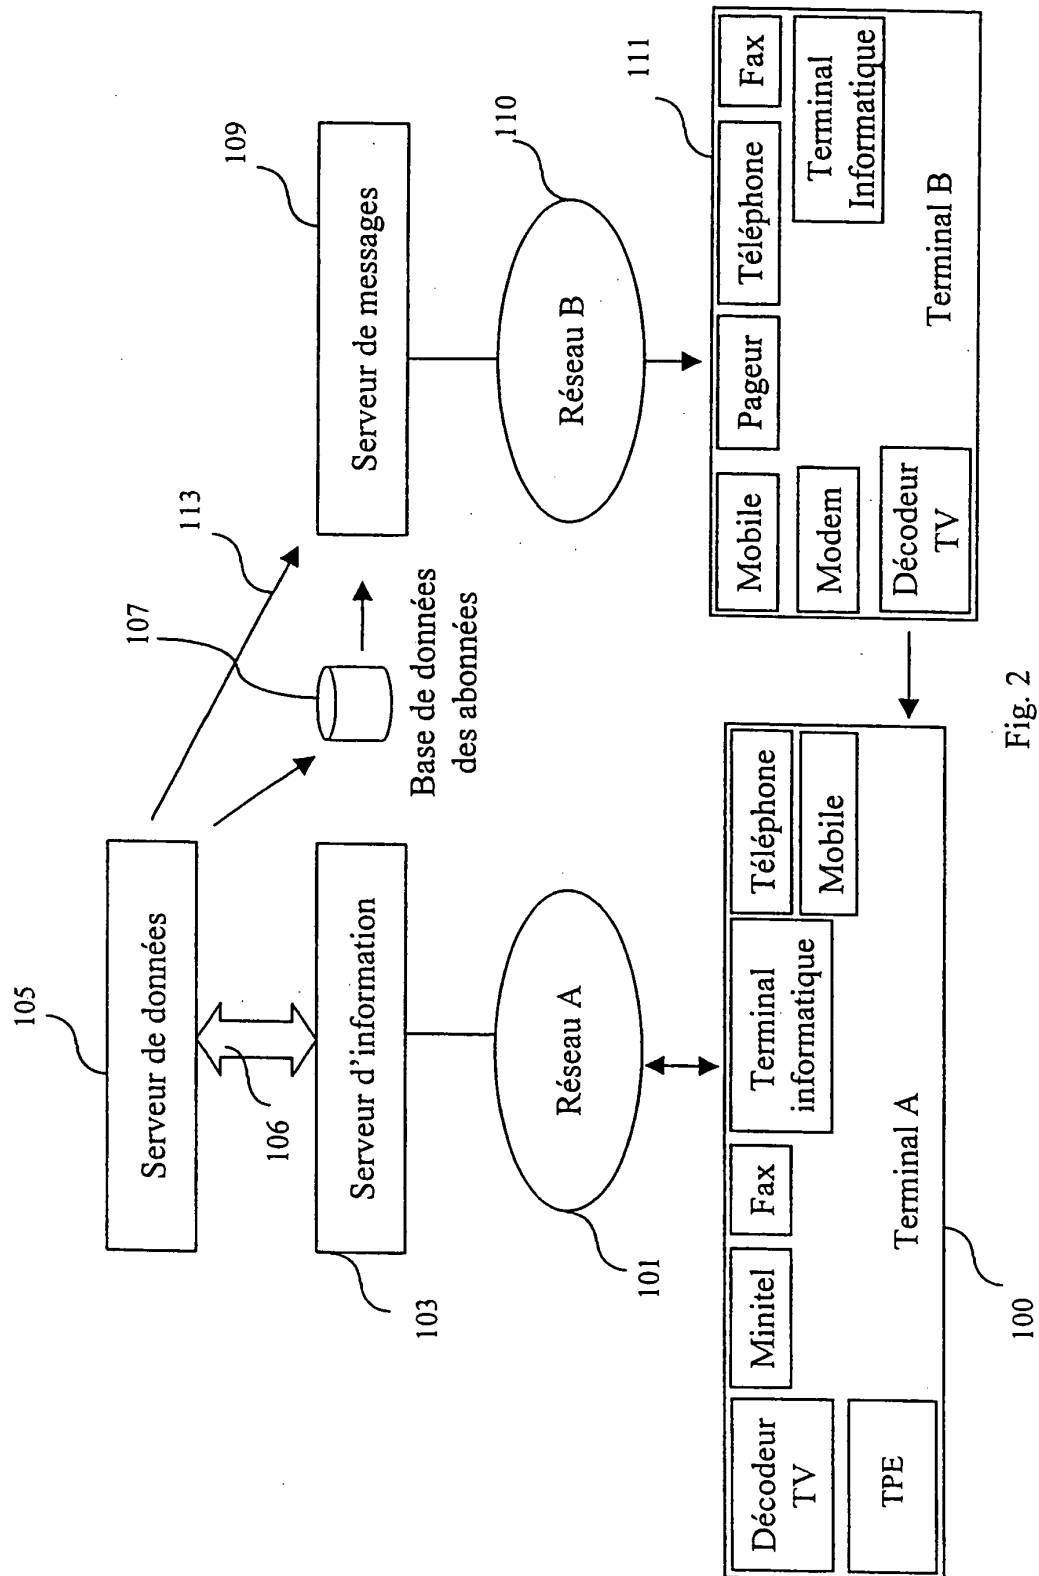 105
Serveur de données
106
113
107
Base de données
des abonnées
109
Serveur de messages
103
Serveur d'information
101
Réseau A
110
Réseau B
100
Décodeur
TV
TPE
Minitel
Fax
Terminal
informatique
Téléphone
Mobile
Terminal A
111
Mobile
Pageur
Téléphone
Fax
Modem
Terminal
Informatique
Décodeur
TV
Terminal B
Fig. 2